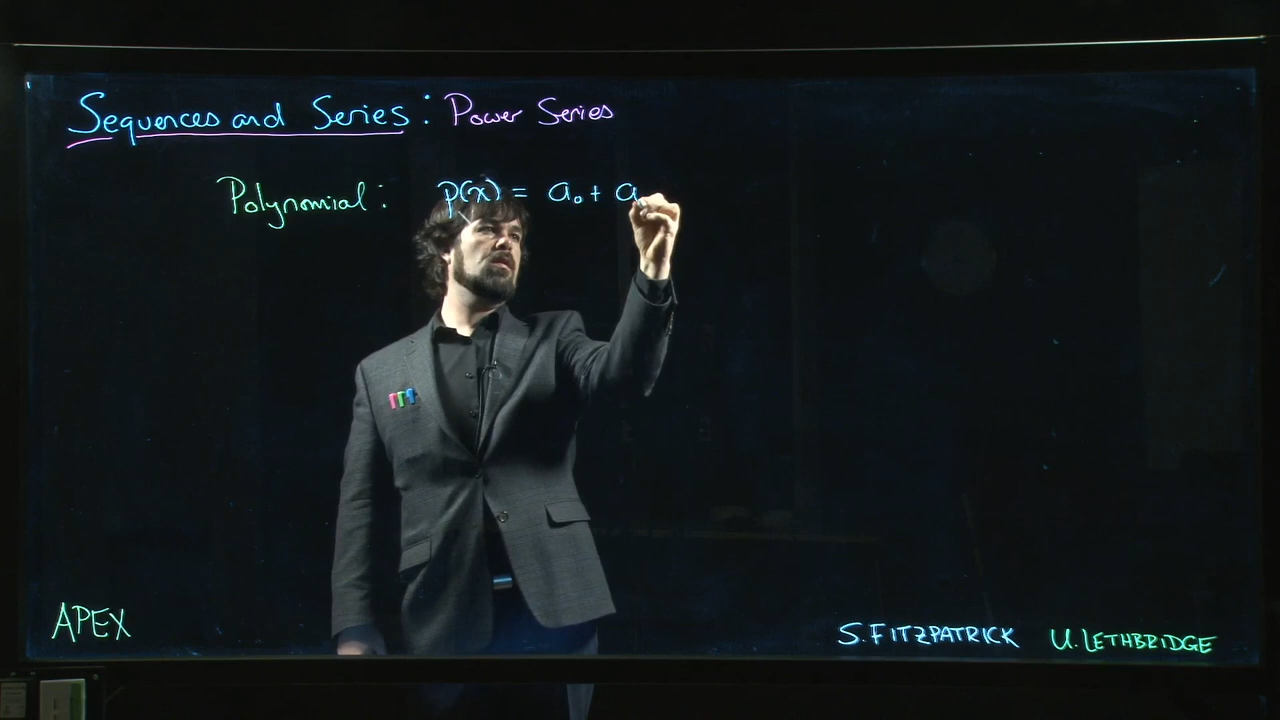 Sequences and Series: Power Series
Polynomial: p(x) = a₀ + a
APEX
S. FITZPATRICK U. LETHBRIDGE